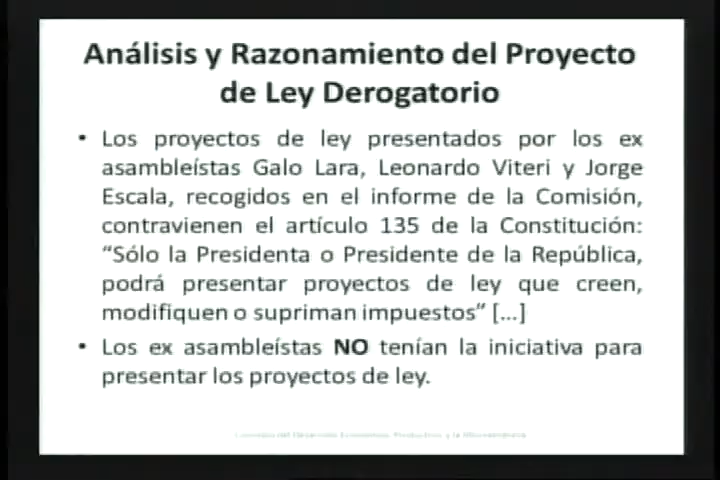 Análisis y Razonamiento del Proyecto
de Ley Derogatorio
• Los proyectos de ley presentados por los ex
asambleístas Galo Lara, Leonardo Viteri y Jorge
Escala, recogidos en el informe de la Comisión,
contravienen el artículo 135 de la Constitución:
“Sólo la Presidenta o Presidente de la República,
podrá presentar proyectos de ley que creen,
modifiquen o supriman impuestos” [...]
• Los ex asambleístas NO tenían la iniciativa para
presentar los proyectos de ley.